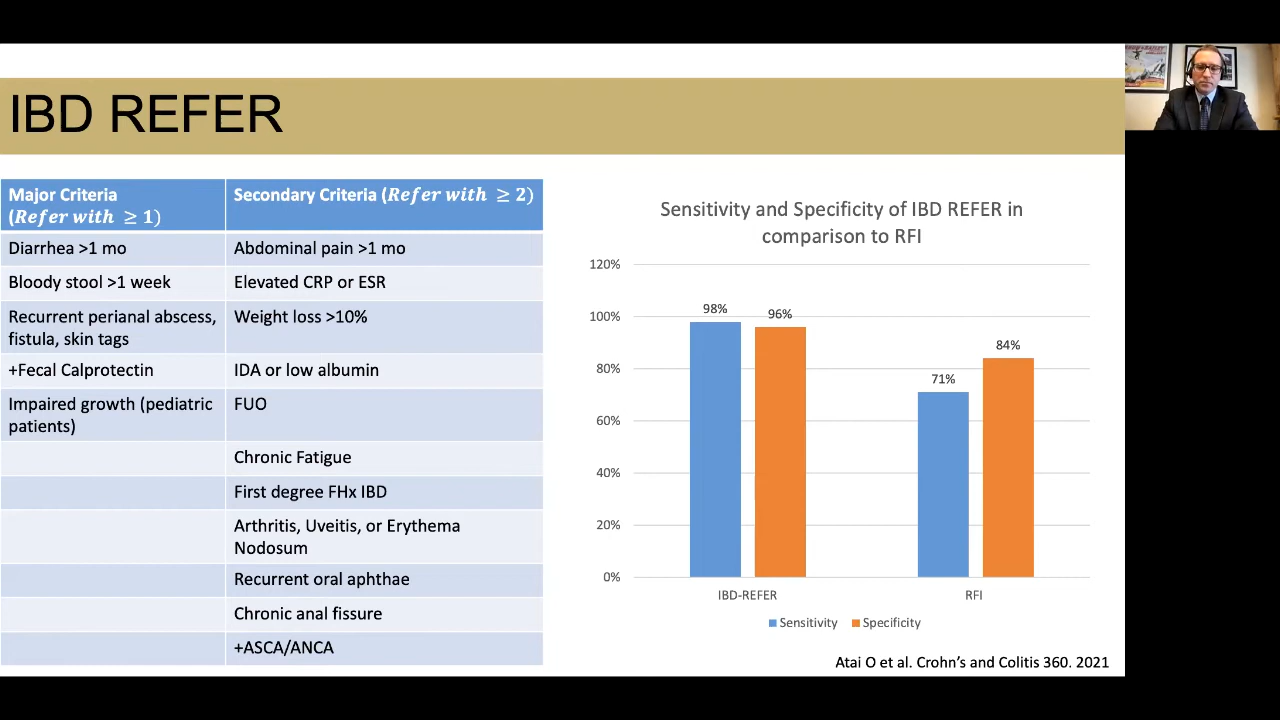 IBD REFER
Major Criteria
(Refer with ≥ 1)
Secondary Criteria (Refer with ≥ 2)
Diarrhea >1 mo
Abdominal pain >1 mo
Bloody stool >1 week
Elevated CRP or ESR
Recurrent perianal abscess,
fistula, skin tags
Weight loss >10%
+Fecal Calprotectin
IDA or low albumin
Impaired growth (pediatric
patients)
FUO
Chronic Fatigue
First degree FHx IBD
Arthritis, Uveitis, or Erythema
Nodosum
Recurrent oral aphthae
Chronic anal fissure
+ASCA/ANCA
Sensitivity and Specificity of IBD REFER in
comparison to RFI
120%
100%
80%
60%
40%
20%
0%
98%
96%
71%
84%
IBD-REFER
RFI
Sensitivity
Specificity
Atai O et al. Crohn's and Colitis 360. 2021